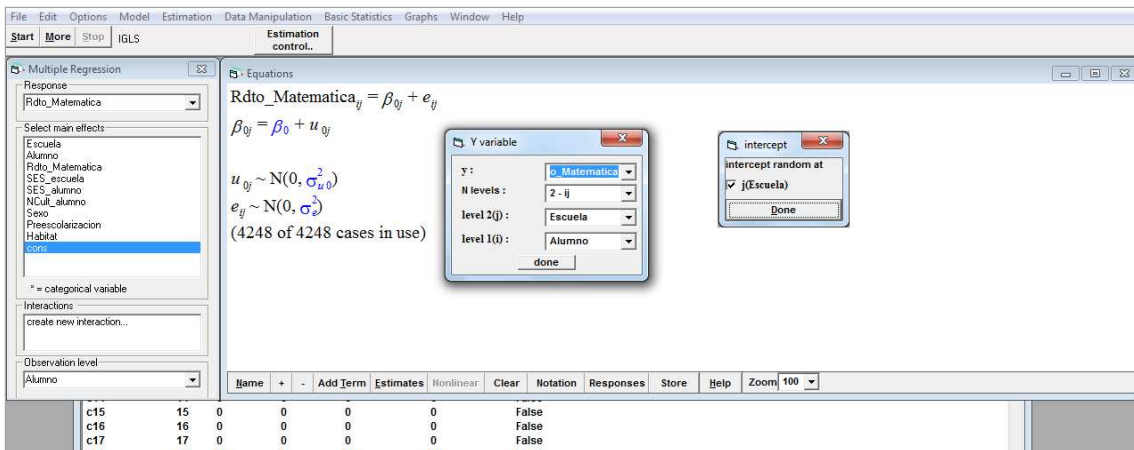 File Edit Options Model Estimation Data Manipulation Basic Statistics Graphs Window Help
Start More Stop IGLS Estimation control..
Multiple Regression
Response
Rdto_Matematica
Select main effects
Escuela
Alumno
Rdto_Matematica
SES_escuela
SES_alumno
NCult_alumno
Sexo
Preescolarizacion
Habitat
cons
* = categorical variable
Interactions
create new interaction...
Observation level
Alumno
Equations
Rdto_Matematica_ij = β_0j + e_ij
β_0j = β_0 + u_0j
u_0j ~ N(0, σ²_u0)
e_ij ~ N(0, σ²_e)
(4248 of 4248 cases in use)
Y variable
y : o_Matematica
N levels : 2 - ij
level 2(j) : Escuela
level 1(i) : Alumno
done
intercept
intercept random at
j(Escuela)
Done
Name + - Add Term Estimates Nonlinear Clear Notation Responses Store Help Zoom 100
c15 15 0 0 0 0 False
c16 16 0 0 0 0 False
c17 17 0 0 0 0 False